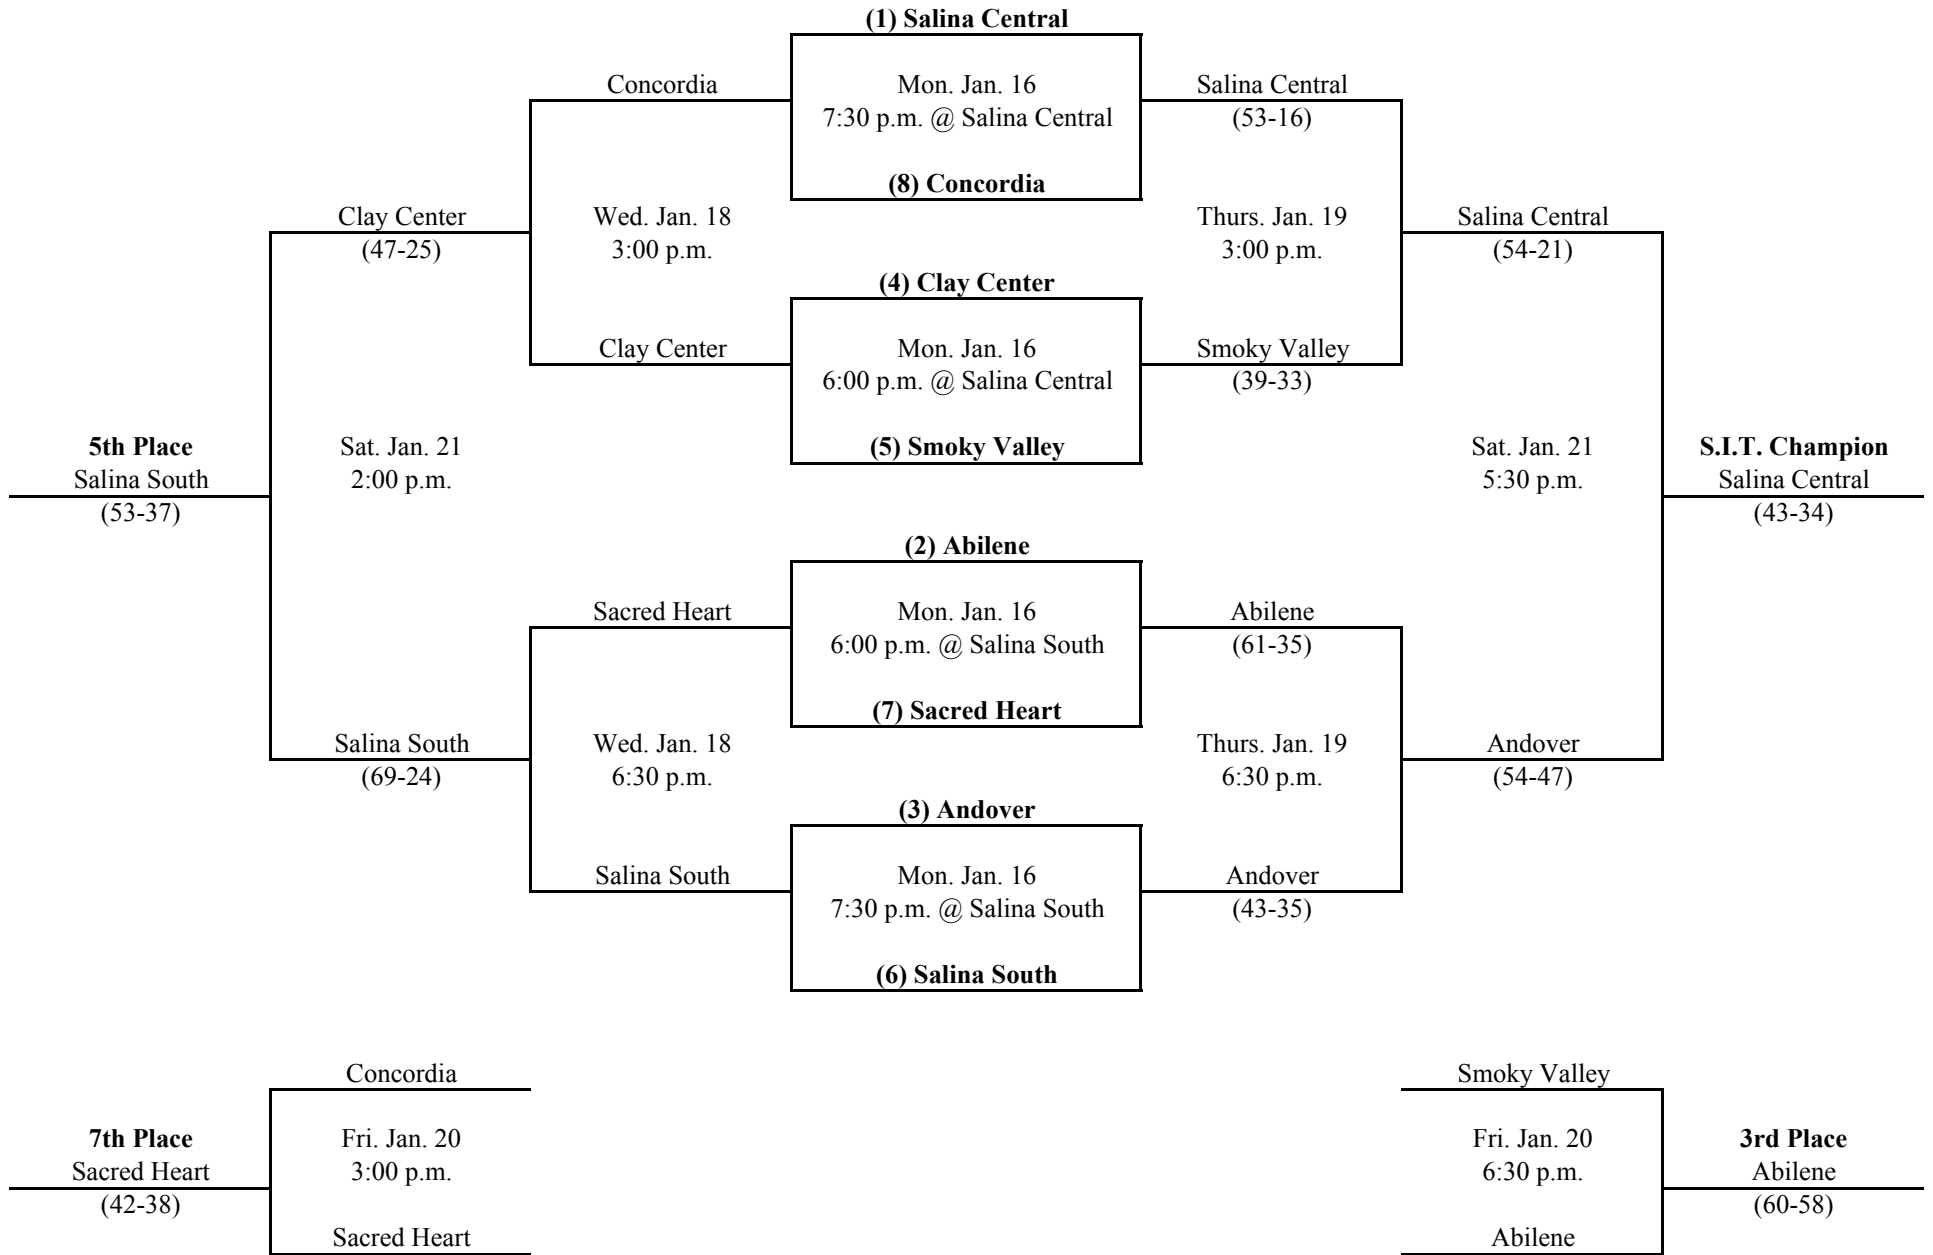 (1) Salina Central
Concordia
Mon. Jan. 16
Salina Central
7:30 p.m. @ Salina Central
(53-16)
(8) Concordia
Clay Center
Wed. Jan. 18
Thurs. Jan. 19
Salina Central
(47-25)
3:00 p.m.
3:00 p.m.
(54-21)
(4) Clay Center
Clay Center
Mon. Jan. 16
Smoky Valley
6:00 p.m. @ Salina Central
(39-33)
5th Place
Sat. Jan. 21
(5) Smoky Valley
Sat. Jan. 21
S.I.T. Champion
Salina South
2:00 p.m.
5:30 p.m.
Salina Central
(53-37)
(43-34)
(2) Abilene
Sacred Heart
Mon. Jan. 16
Abilene
6:00 p.m. @ Salina South
(61-35)
(7) Sacred Heart
Salina South
Wed. Jan. 18
Thurs. Jan. 19
Andover
(69-24)
6:30 p.m.
6:30 p.m.
(54-47)
(3) Andover
Salina South
Mon. Jan. 16
Andover
7:30 p.m. @ Salina South
(43-35)
(6) Salina South
Concordia
Smoky Valley
7th Place
Fri. Jan. 20
Fri. Jan. 20
3rd Place
Sacred Heart
3:00 p.m.
6:30 p.m.
Abilene
(42-38)
(60-58)
Sacred Heart
Abilene